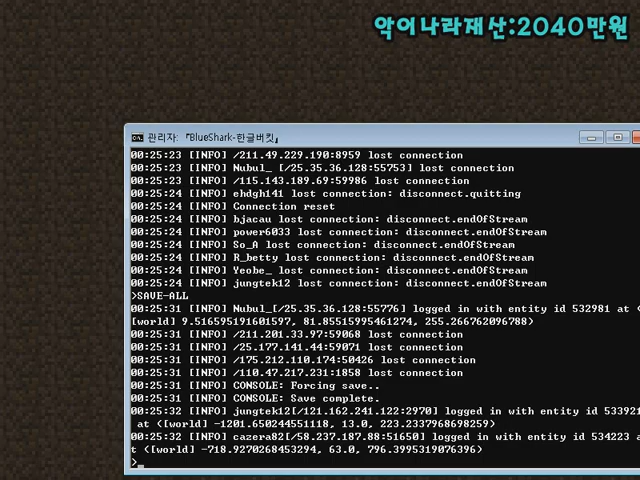 악어나라재산:2040만원
관리자: 『BlueShark-한글버킷』
00:25:23 [INFO] /211.49.229.190:8959 lost connection
00:25:23 [INFO] Nubul_ [/25.35.36.128:55753] lost connection
00:25:23 [INFO] /115.143.189.69:59986 lost connection
00:25:24 [INFO] ehdgh141 lost connection: disconnect.quitting
00:25:24 [INFO] Connection reset
00:25:24 [INFO] bjacau lost connection: disconnect.endOfStream
00:25:24 [INFO] power6033 lost connection: disconnect.endOfStream
00:25:24 [INFO] So_A lost connection: disconnect.endOfStream
00:25:24 [INFO] R_betty lost connection: disconnect.endOfStream
00:25:24 [INFO] Yeobe_ lost connection: disconnect.endOfStream
00:25:24 [INFO] jungtek12 lost connection: disconnect.endOfStream
>SAVE-ALL
00:25:31 [INFO] Nubul_[/25.35.36.128:55776] logged in with entity id 532981 at (
[world] 9.516595191601597, 81.85515995461274, 255.266762096788)
00:25:31 [INFO] /211.201.33.97:59068 lost connection
00:25:31 [INFO] /25.177.141.44:59071 lost connection
00:25:31 [INFO] /175.212.110.174:50426 lost connection
00:25:31 [INFO] /110.47.217.231:1858 lost connection
00:25:31 [INFO] CONSOLE: Forcing save..
00:25:31 [INFO] CONSOLE: Save complete.
00:25:32 [INFO] jungtek12[/121.162.241.122:2970] logged in with entity id 533921
 at ([world] -1201.650244551118, 13.0, 223.2337968698259)
00:25:32 [INFO] cazera82[/58.237.187.88:51650] logged in with entity id 534223 a
t ([world] -718.9270268453294, 63.0, 796.3995319076396)
>_